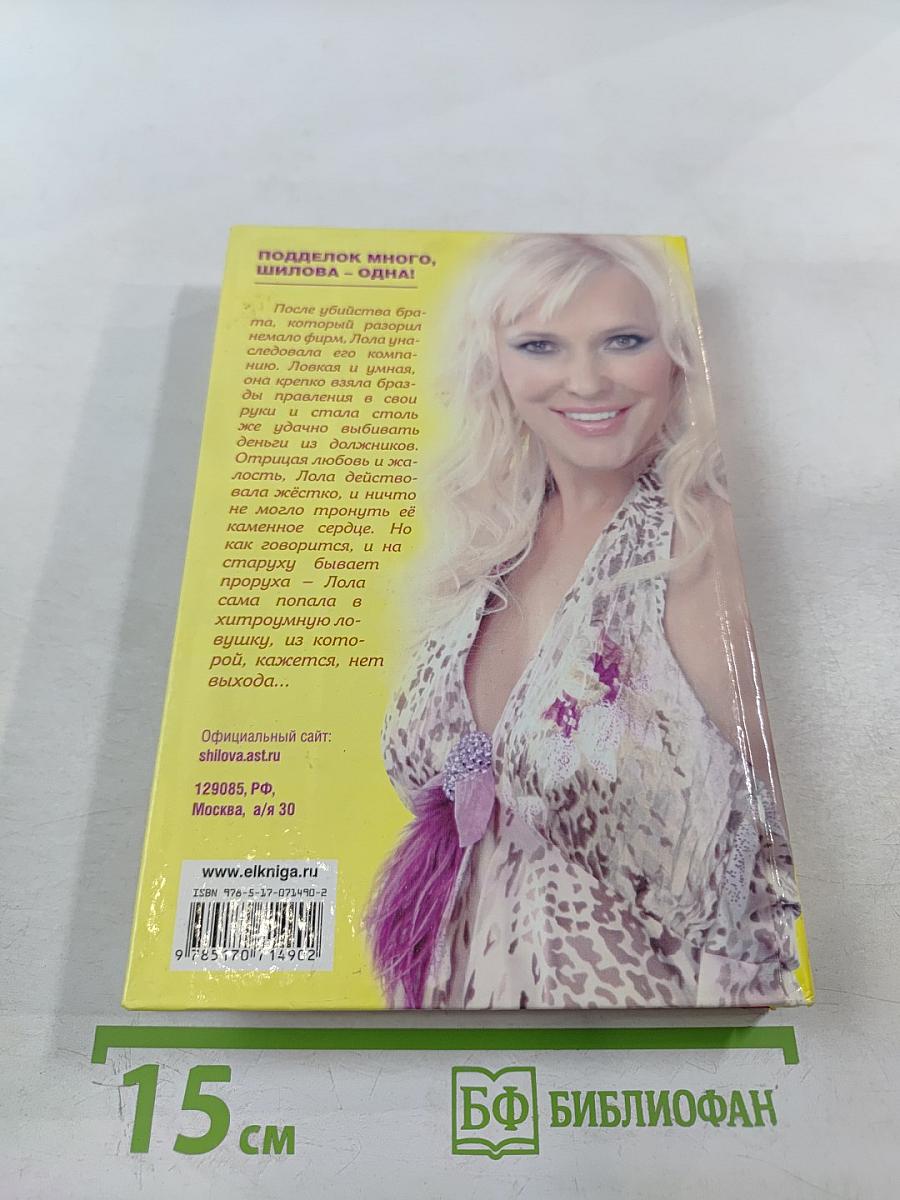 ПОДДЕЛОК МНОГО,
ШИЛОВА – ОДНА!
После убийства бра-
та, который разорил
немало фирм, Лола уна-
следовала его компа-
нию. Ловкая и умная,
она крепко взяла браз-
ды правления в свои
руки и стала столь
же удачно выбивать
деньги из должников.
Отрицая любовь и жа-
лость, Лола действо-
вала жёстко, и ничто
не могло тронуть её
каменное сердце. Но
как говорится, и на
старуху бывает
проруха – Лола
сама попала в
хитроумную ло-
вушку, из кото-
рой, кажется, нет
выхода...
Официальный сайт:
shilova.ast.ru
129085, РФ,
Москва, а/я 30
www.elkniga.ru
ISBN 978-5-17-071490-2
9 785170 714902
15 см
БФ БИБЛИОФАН